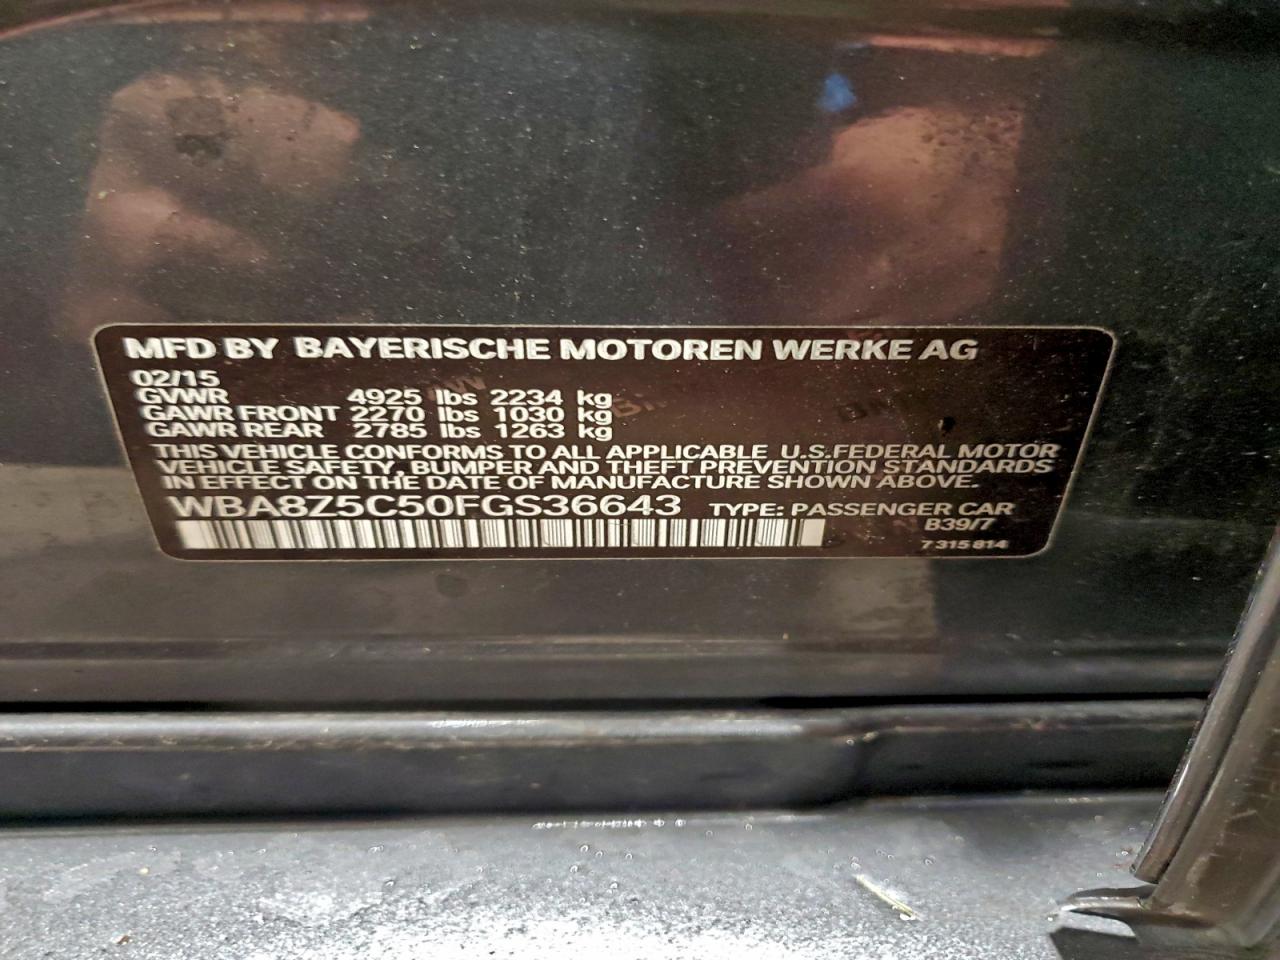 MFD BY BAYERISCHE MOTOREN WERKE AG
02/15
GVWR 4925 lbs 2234 kg
GAWR FRONT 2270 lbs 1030 kg
GAWR REAR 2785 lbs 1263 kg
THIS VEHICLE CONFORMS TO ALL APPLICABLE U.S.FEDERAL MOTOR
VEHICLE SAFETY, BUMPER AND THEFT PREVENTION STANDARDS
IN EFFECT ON THE DATE OF MANUFACTURE SHOWN ABOVE.
WBA8Z5C50FGS36643 TYPE: PASSENGER CAR
B39/7
7 315 814